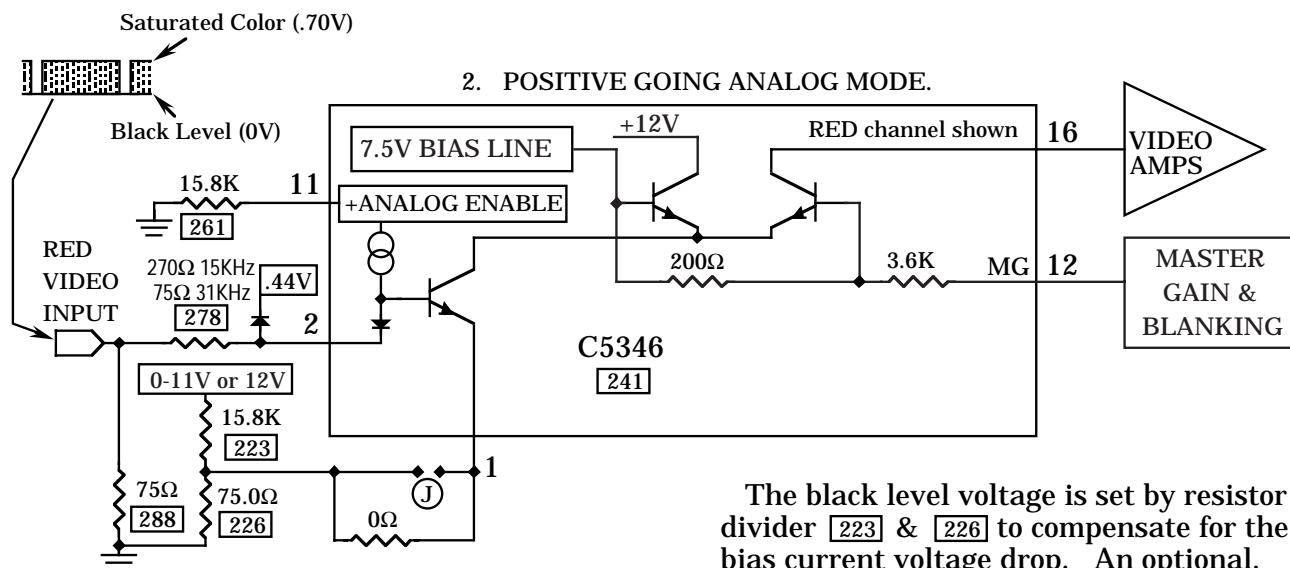 Saturated Color (.70V)
Black Level (0V)
2. POSITIVE GOING ANALOG MODE.
+12V
RED channel shown
16
VIDEO
AMPS
7.5V BIAS LINE
15.8K
11
+ANALOG ENABLE
261
RED
VIDEO
INPUT
270Ω 15KHz
75Ω 31KHz
278
.44V
2
200Ω
3.6K
MG
12
MASTER
GAIN &
BLANKING
C5346
241
0-11V or 12V
15.8K
223
1
J
75Ω
288
75.0Ω
226
0Ω
The black level voltage is set by resistor
divider 223 & 226 to compensate for the
bias current voltage drop. An optional,